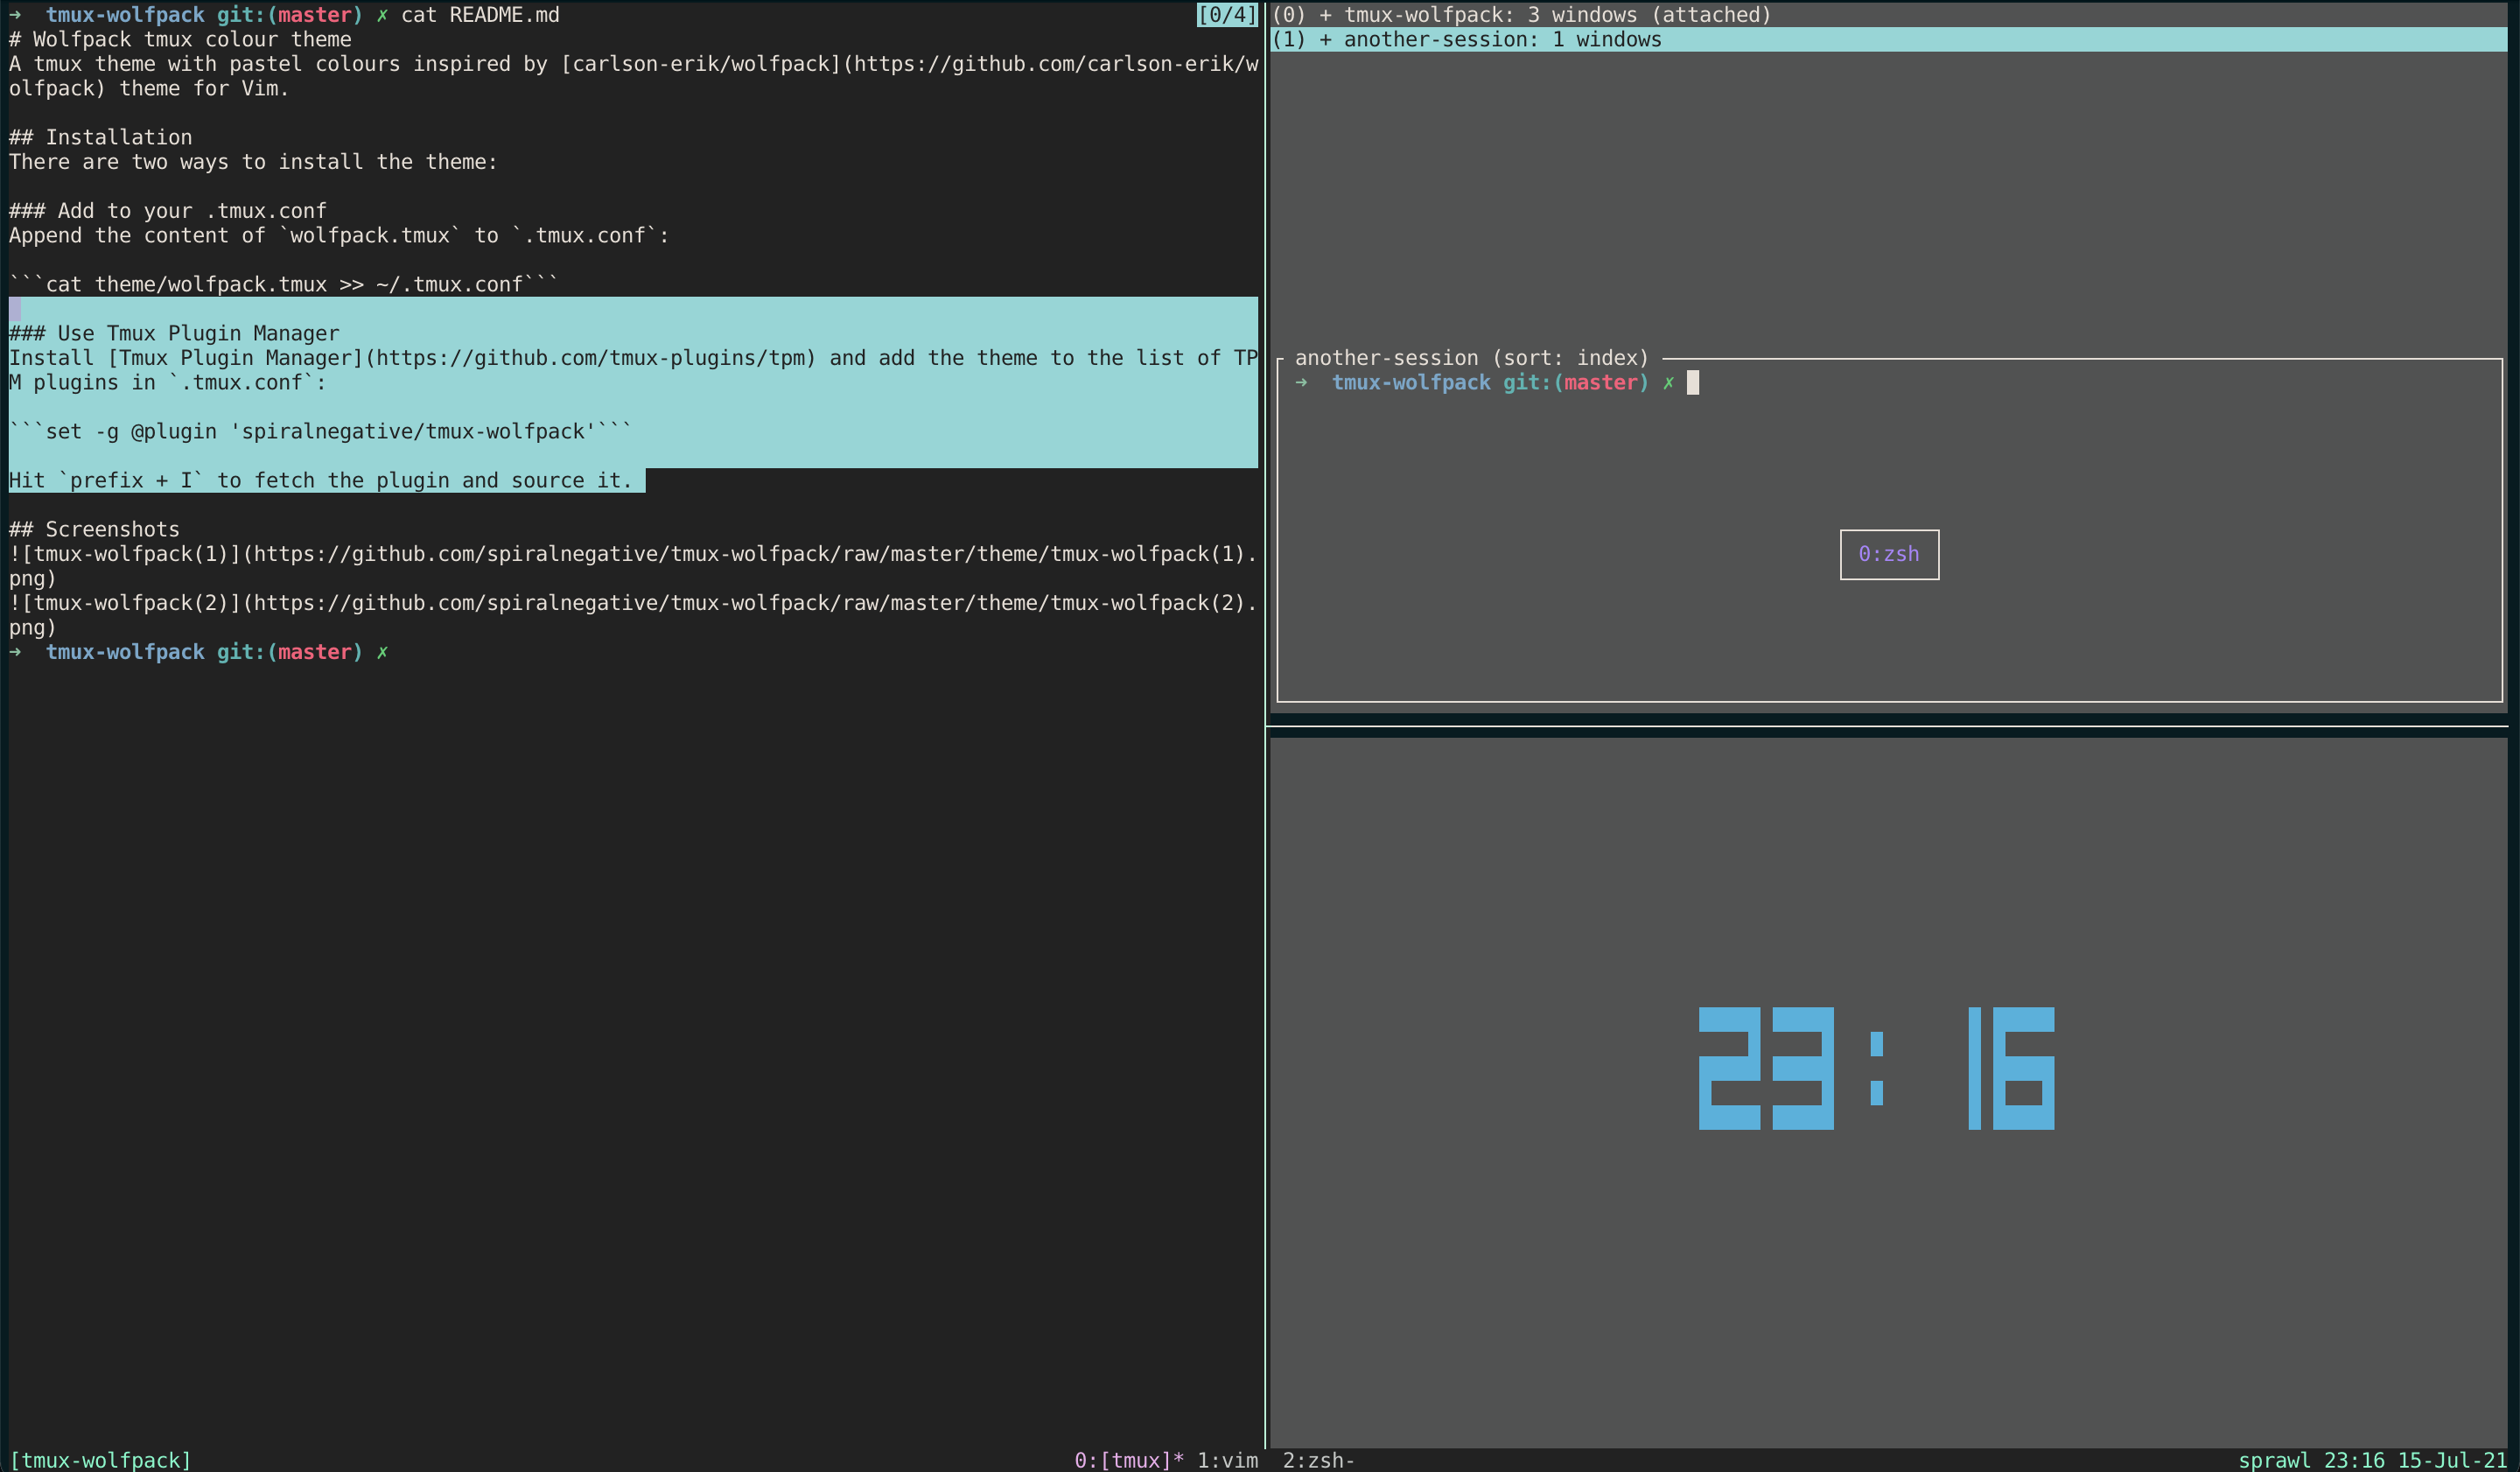 ➜  tmux-wolfpack git:(master) ✗ cat README.md [0/4]
# Wolfpack tmux colour theme
A tmux theme with pastel colours inspired by [carlson-erik/wolfpack](https://github.com/carlson-erik/w
olfpack) theme for Vim.
## Installation
There are two ways to install the theme:
### Add to your .tmux.conf
Append the content of `wolfpack.tmux` to `.tmux.conf`:
```cat theme/wolfpack.tmux >> ~/.tmux.conf```
### Use Tmux Plugin Manager
Install [Tmux Plugin Manager](https://github.com/tmux-plugins/tpm) and add the theme to the list of TP
M plugins in `.tmux.conf`:
```set -g @plugin 'spiralnegative/tmux-wolfpack'```
Hit `prefix + I` to fetch the plugin and source it.
## Screenshots
![tmux-wolfpack(1)](https://github.com/spiralnegative/tmux-wolfpack/raw/master/theme/tmux-wolfpack(1).
png)
![tmux-wolfpack(2)](https://github.com/spiralnegative/tmux-wolfpack/raw/master/theme/tmux-wolfpack(2).
png)
➜  tmux-wolfpack git:(master) ✗
(0) + tmux-wolfpack: 3 windows (attached)
(1) + another-session: 1 windows
another-session (sort: index)
➜  tmux-wolfpack git:(master) ✗
0:zsh
23:16
[tmux-wolfpack] 0:[tmux]* 1:vim  2:zsh- sprawl 23:16 15-Jul-21